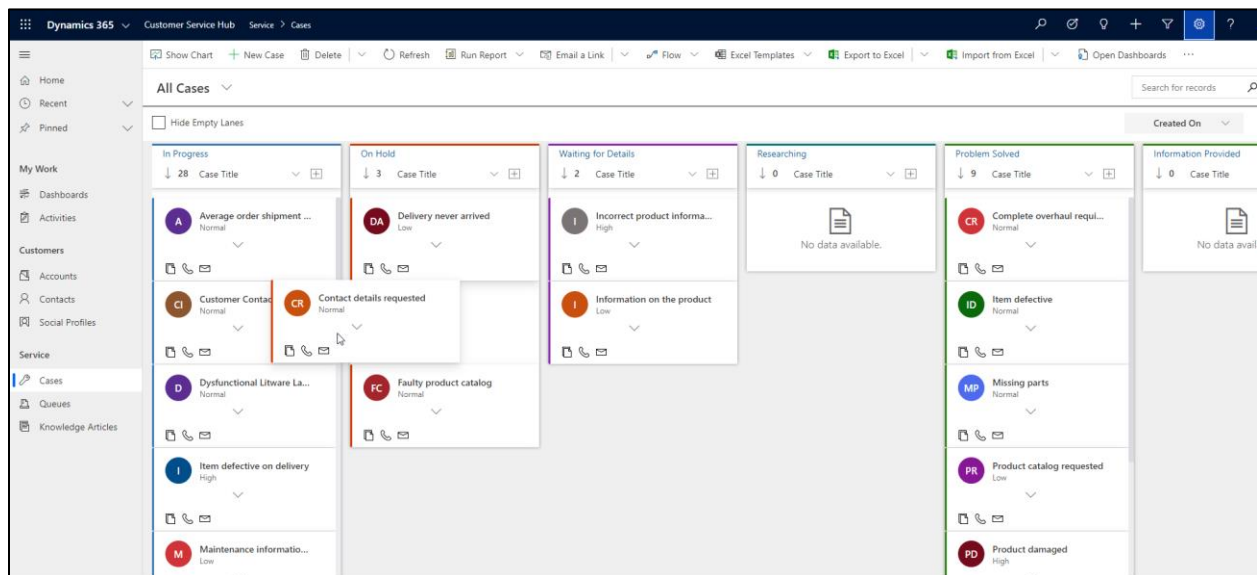 Dynamics 365 Customer Service Hub Service > Cases ?
Show Chart New Case Delete Refresh Run Report Email a Link Flow Excel Templates Export to Excel Import from Excel Open Dashboards ...
Home
Recent
Pinned
My Work
Dashboards
Activities
Customers
Accounts
Contacts
Social Profiles
Service
Cases
Queues
Knowledge Articles
All Cases
Search for records
Hide Empty Lanes
Created On
In Progress
28 Case Title
A
Average order shipment ...
Normal
CI
Customer Contac
Normal
D
Dysfunctional Litware La...
Normal
I
Item defective on delivery
High
M
Maintenance informatio...
Low
CR
Contact details requested
Normal
On Hold
3 Case Title
DA
Delivery never arrived
Low
FC
Faulty product catalog
Normal
Waiting for Details
2 Case Title
I
Incorrect product informa...
High
I
Information on the product
Low
Researching
0 Case Title
No data available.
Problem Solved
9 Case Title
CR
Complete overhaul requi...
Normal
ID
Item defective
Normal
MP
Missing parts
Normal
PR
Product catalog requested
Low
PD
Product damaged
High
Information Provided
0 Case Title
No data avail